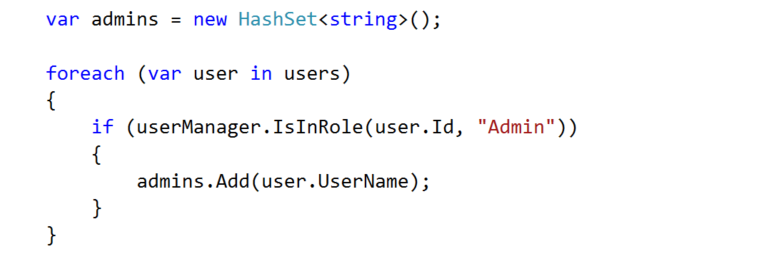 var admins = new HashSet<string>();

foreach (var user in users)
{
    if (userManager.IsInRole(user.Id, "Admin"))
    {
        admins.Add(user.UserName);
    }
}